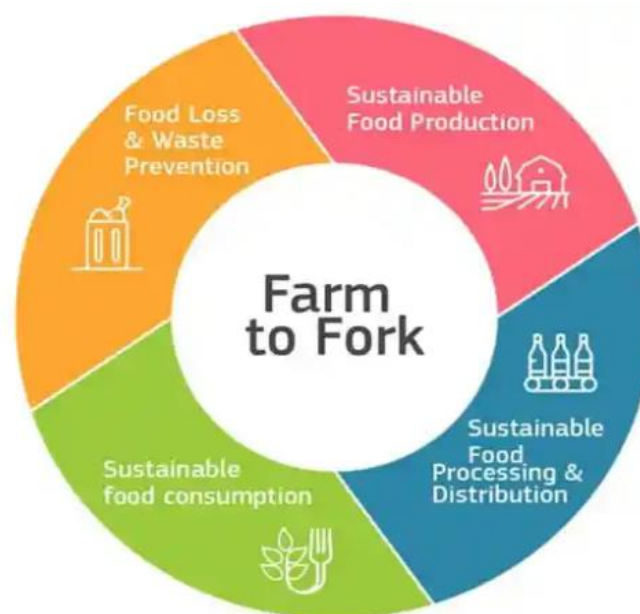 Farm
to Fork
Sustainable
Food Production
Sustainable
Food
Processing &
Distribution
Sustainable
food consumption
Food Loss
& Waste
Prevention